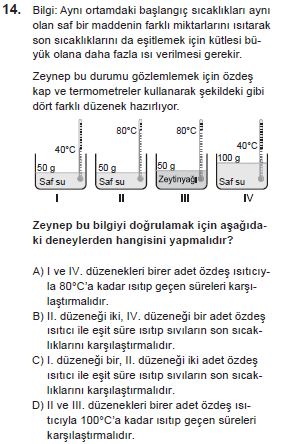 14. Bilgi: Aynı ortamdaki başlangıç sıcaklıkları aynı
olan saf bir maddenin farklı miktarlarını ısıtarak
son sıcaklıklarını da eşitlemek için kütlesi bü-
yük olana daha fazla ısı verilmesi gerekir.
Zeynep bu durumu gözlemlemek için özdeş
kap ve termometreler kullanarak şekildeki gibi
dört farklı düzenek hazırlıyor.
40°C 80°C 80°C 40°C
50 g 50 g 50 g 100 g
Saf su Saf su Zeytinyağı Saf su
I II III IV
Zeynep bu bilgiyi doğrulamak için aşağıda-
ki deneylerden hangisini yapmalıdır?
A) I ve IV. düzenekleri birer adet özdeş ısıtıcıy-
la 80°C'a kadar ısıtıp geçen süreleri karşı-
laştırmalıdır.
B) II. düzeneği iki, IV. düzeneği bir adet özdeş
ısıtıcı ile eşit süre ısıtıp sıvıların son sıcak-
lıklarını karşılaştırmalıdır.
C) I. düzeneği bir, II. düzeneği iki adet özdeş
ısıtıcı ile eşit süre ısıtıp sıvıların son sıcak-
lıklarını karşılaştırmalıdır.
D) II ve III. düzenekleri birer adet özdeş ısı-
tıcıyla 100°C'a kadar ısıtıp geçen süreleri
karşılaştırmalıdır.